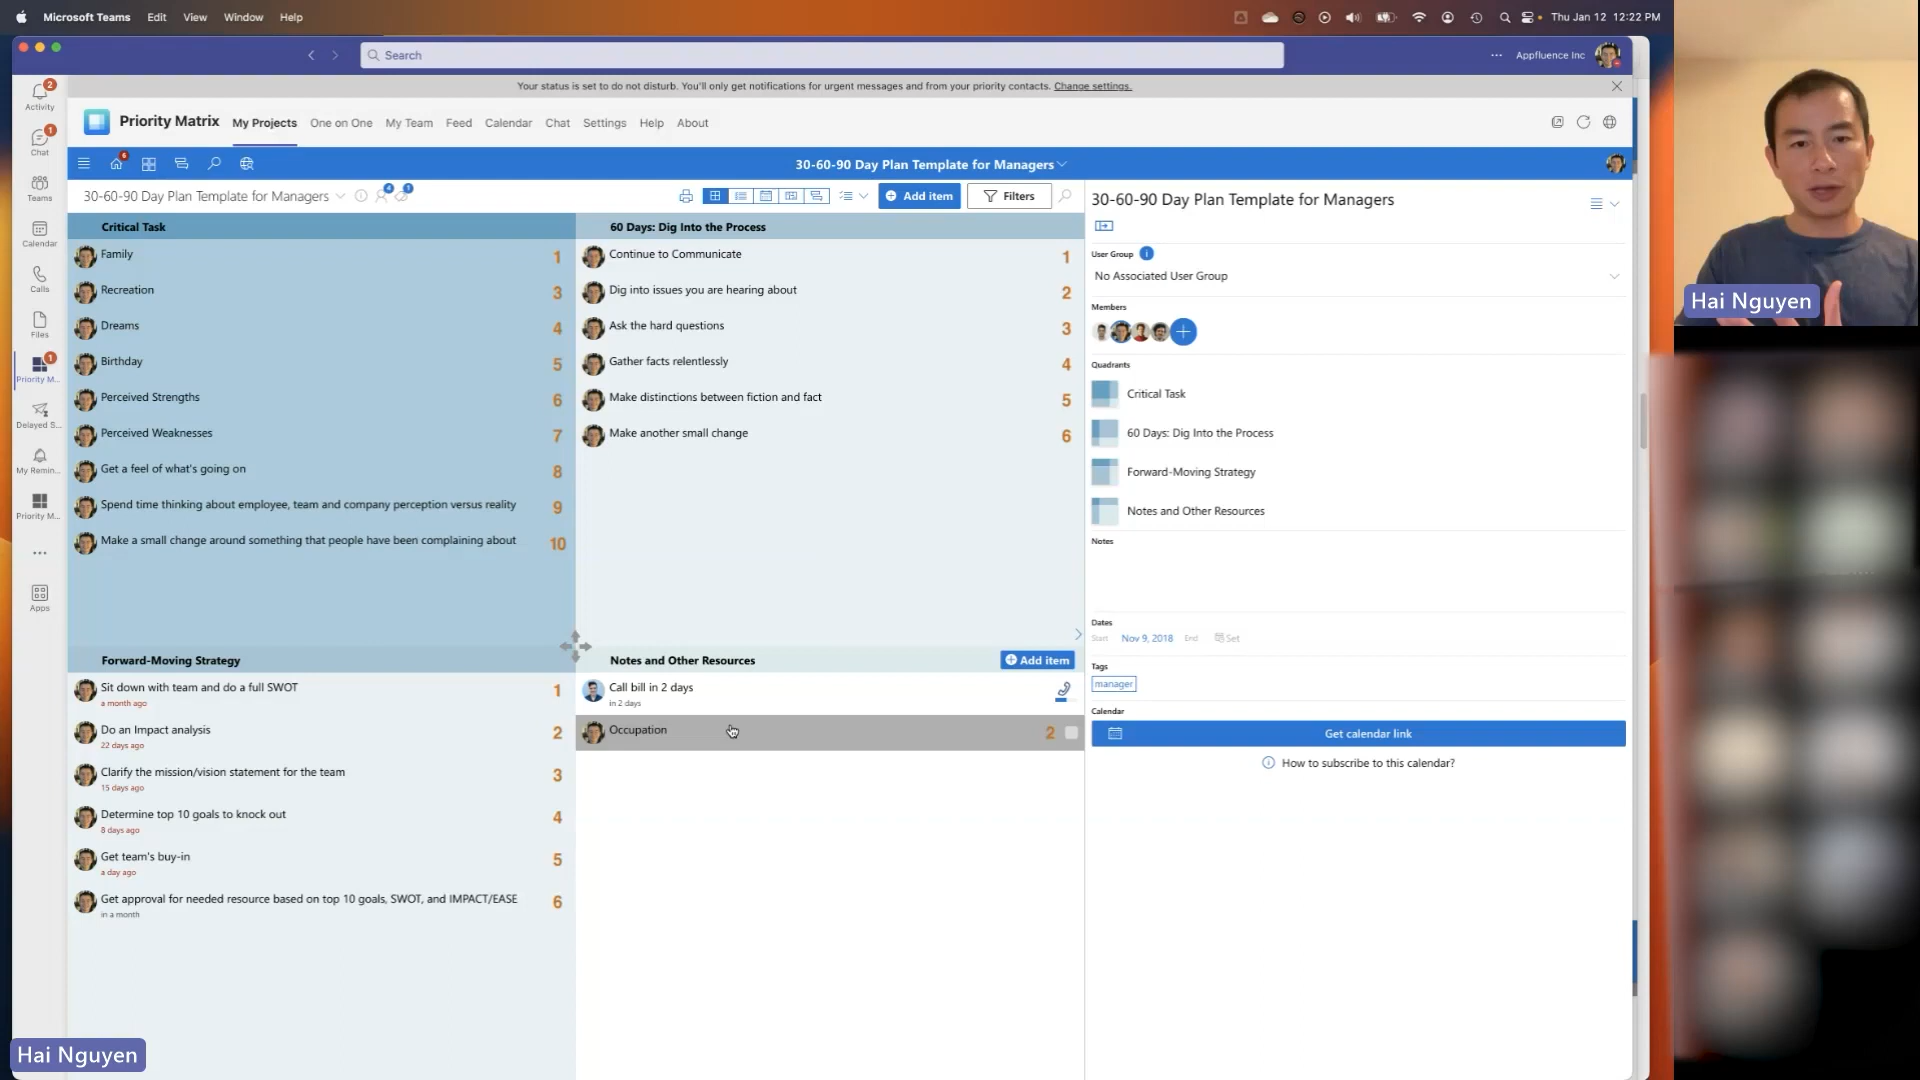 Microsoft Teams Edit View Window Help
Thu Jan 12 12:22 PM
Search
Appfluence Inc
Your status is set to do not disturb. You'll only get notifications for urgent messages and from your priority contacts. Change settings.
2
Activity
1
Chat
Teams
Calendar
Calls
Files
1
Priority M...
Delayed S...
My Remin...
Priority M...
Apps
Priority Matrix My Projects One on One My Team Feed Calendar Chat Settings Help About
6
30-60-90 Day Plan Template for Managers
30-60-90 Day Plan Template for Managers
4
1
Add item
Filters
Critical Task
Family 1
Recreation 3
Dreams 4
Birthday 5
Perceived Strengths 6
Perceived Weaknesses 7
Get a feel of what's going on 8
Spend time thinking about employee, team and company perception versus reality 9
Make a small change around something that people have been complaining about 10
60 Days: Dig Into the Process
Continue to Communicate 1
Dig into issues you are hearing about 2
Ask the hard questions 3
Gather facts relentlessly 4
Make distinctions between fiction and fact 5
Make another small change 6
Forward-Moving Strategy
Sit down with team and do a full SWOT 1
a month ago
Do an Impact analysis 2
22 days ago
Clarify the mission/vision statement for the team 3
15 days ago
Determine top 10 goals to knock out 4
8 days ago
Get team's buy-in 5
a day ago
Get approval for needed resource based on top 10 goals, SWOT, and IMPACT/EASE 6
in a month
Notes and Other Resources
Add item
Call bill in 2 days
in 2 days
Occupation 2
30-60-90 Day Plan Template for Managers
User Group
No Associated User Group
Members
Quadrants
Critical Task
60 Days: Dig Into the Process
Forward-Moving Strategy
Notes and Other Resources
Notes
Dates
Start Nov 9, 2018 End Set
Tags
manager
Calendar
Get calendar link
How to subscribe to this calendar?
Hai Nguyen
Hai Nguyen